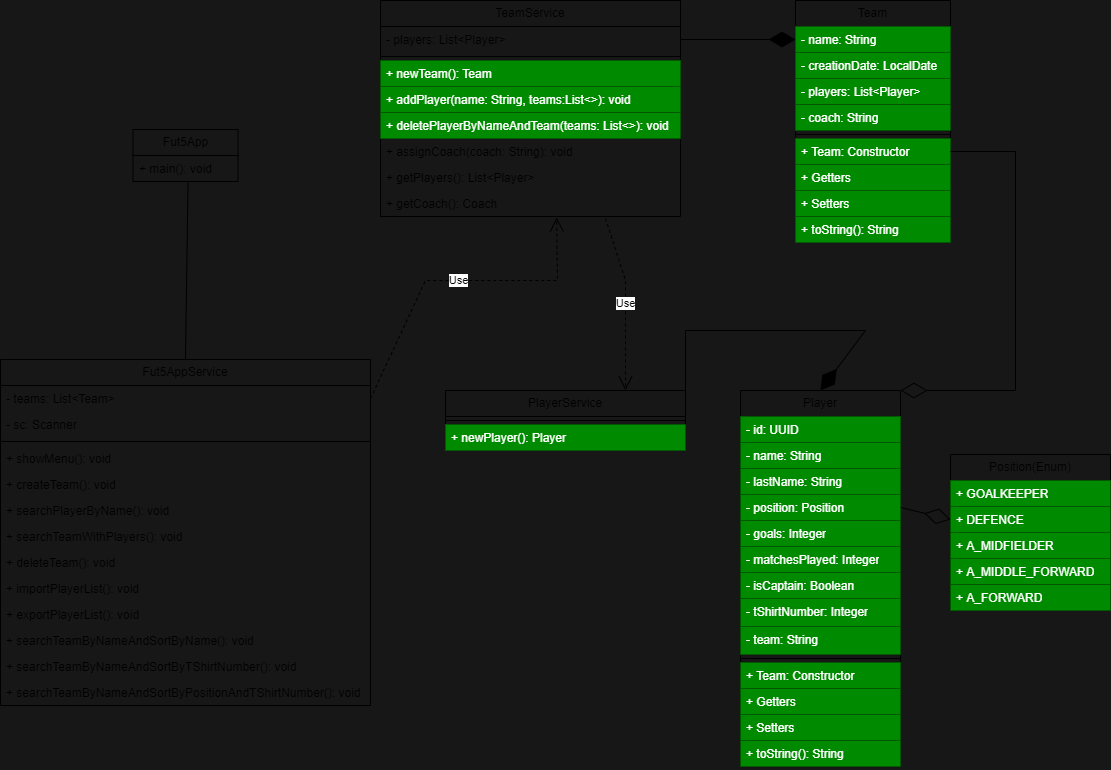 TeamService
- players: List<Player>
+ newTeam(): Team
+ addPlayer(name: String, teams:List<>): void
+ deletePlayerByNameAndTeam(teams: List<>): void
+ assignCoach(coach: String): void
+ getPlayers(): List<Player>
+ getCoach(): Coach
Team
- name: String
- creationDate: LocalDate
- players: List<Player>
- coach: String
+ Team: Constructor
+ Getters
+ Setters
+ toString(): String
Fut5App
+ main(): void
Use
Use
Fut5AppService
- teams: List<Team>
- sc: Scanner
+ showMenu(): void
+ createTeam(): void
+ searchPlayerByName(): void
+ searchTeamWithPlayers(): void
+ deleteTeam(): void
+ importPlayerList(): void
+ exportPlayerList(): void
+ searchTeamByNameAndSortByName(): void
+ searchTeamByNameAndSortByTShirtNumber(): void
+ searchTeamByNameAndSortByPositionAndTShirtNumber(): void
PlayerService
+ newPlayer(): Player
Player
- id: UUID
- name: String
- lastName: String
- position: Position
- goals: Integer
- matchesPlayed: Integer
- isCaptain: Boolean
- tShirtNumber: Integer
- team: String
+ Team: Constructor
+ Getters
+ Setters
+ toString(): String
Position(Enum)
+ GOALKEEPER
+ DEFENCE
+ A_MIDFIELDER
+ A_MIDDLE_FORWARD
+ A_FORWARD